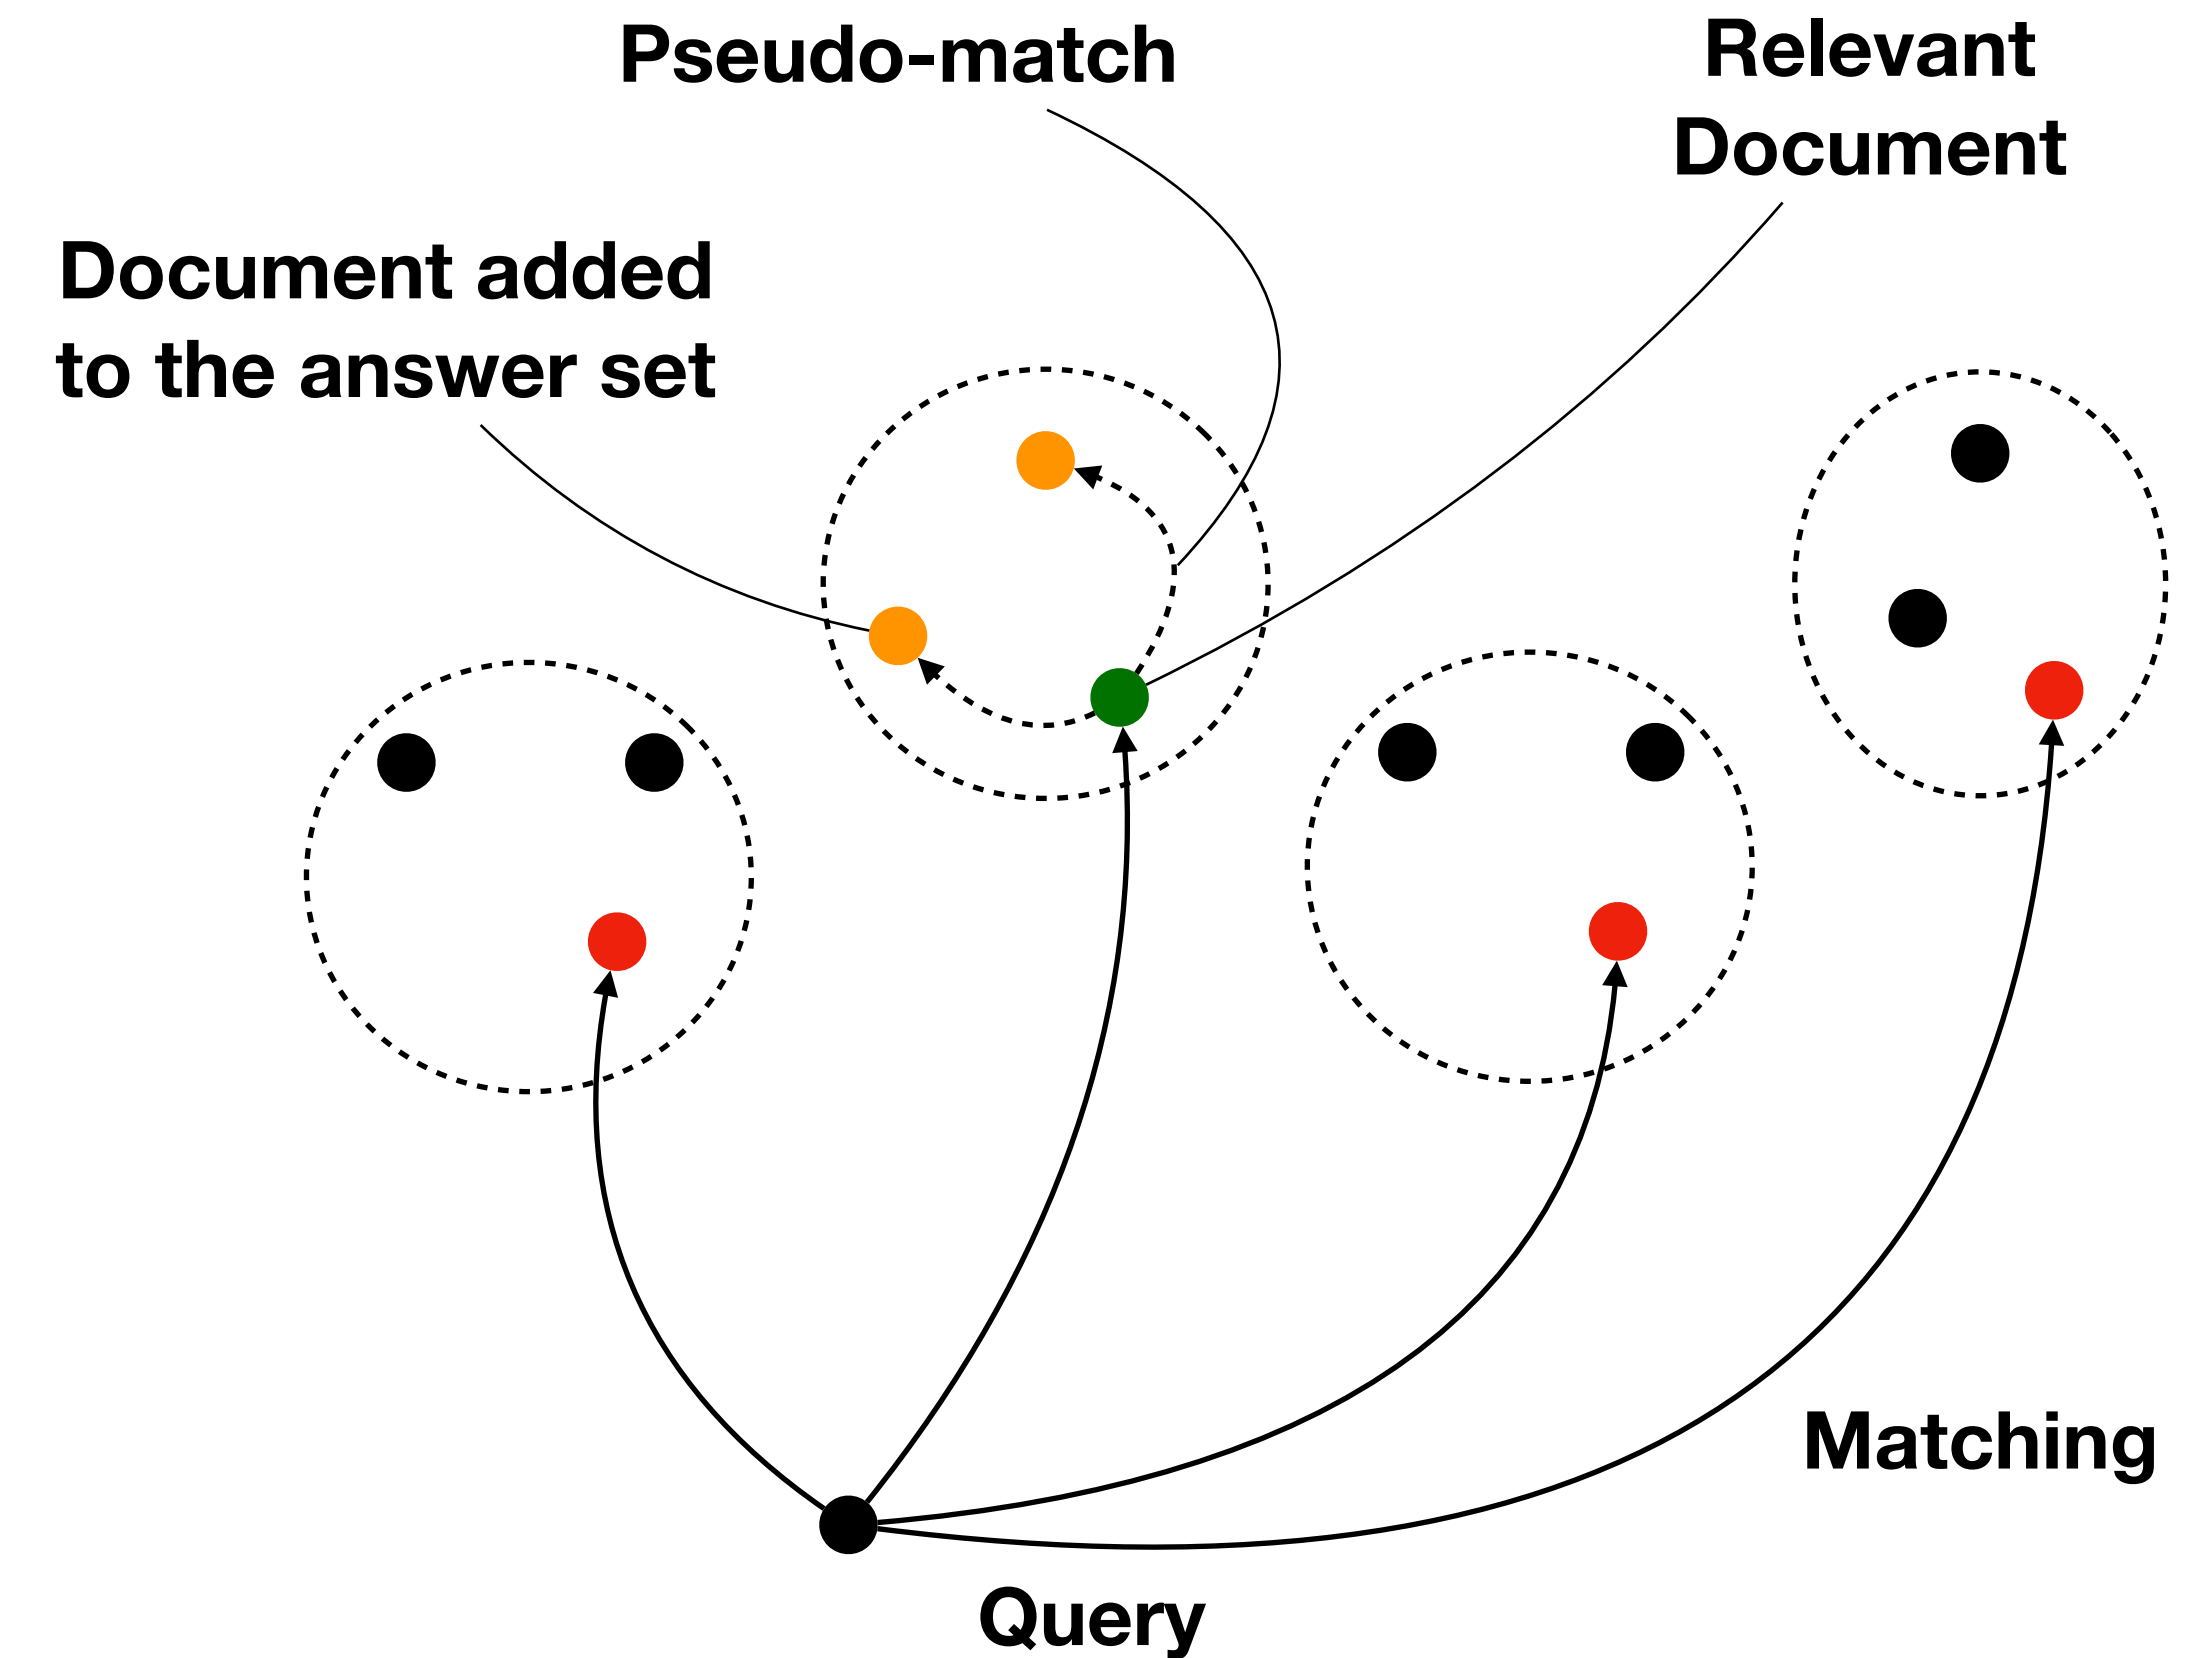 Pseudo-match
Relevant
Document
Document added
to the answer set
Matching
Query